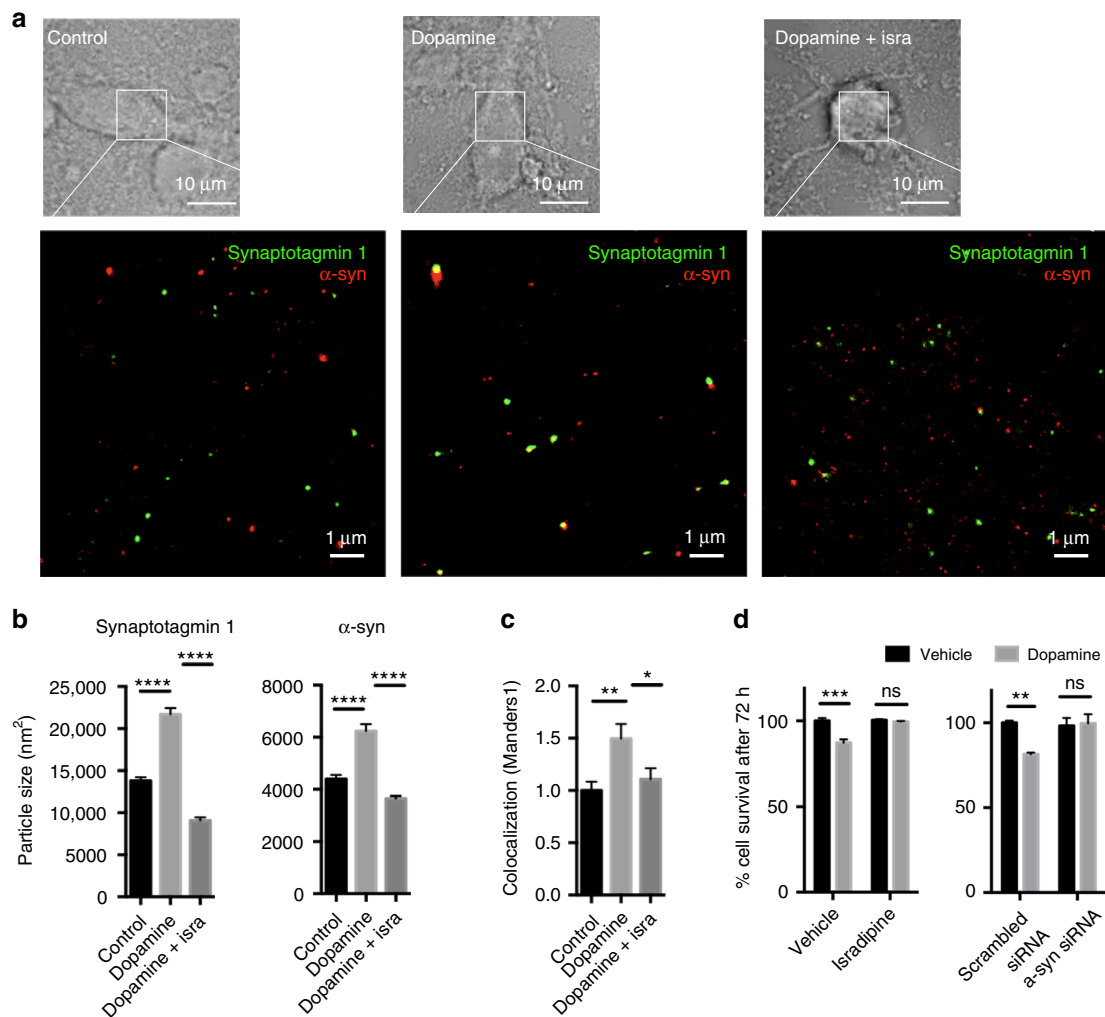 a
Control
Dopamine
Dopamine + isra
10 µm
10 µm
10 µm
Synaptotagmin 1
α-syn
Synaptotagmin 1
α-syn
Synaptotagmin 1
α-syn
1 µm
1 µm
1 µm
b
Synaptotagmin 1
Particle size (nm²)
25,000
20,000
15,000
10,000
5000
0
****
****
Control
Dopamine
Dopamine + isra
α-syn
8000
6000
4000
2000
0
****
****
Control
Dopamine
Dopamine + isra
c
Colocalization (Manders1)
2.0
1.5
1.0
0.5
0.0
**
*
Control
Dopamine
Dopamine + isra
d
Vehicle
Dopamine
% cell survival after 72 h
100
50
0
***
ns
Vehicle
Isradipine
100
50
0
**
ns
Scrambled
siRNA
a-syn siRNA